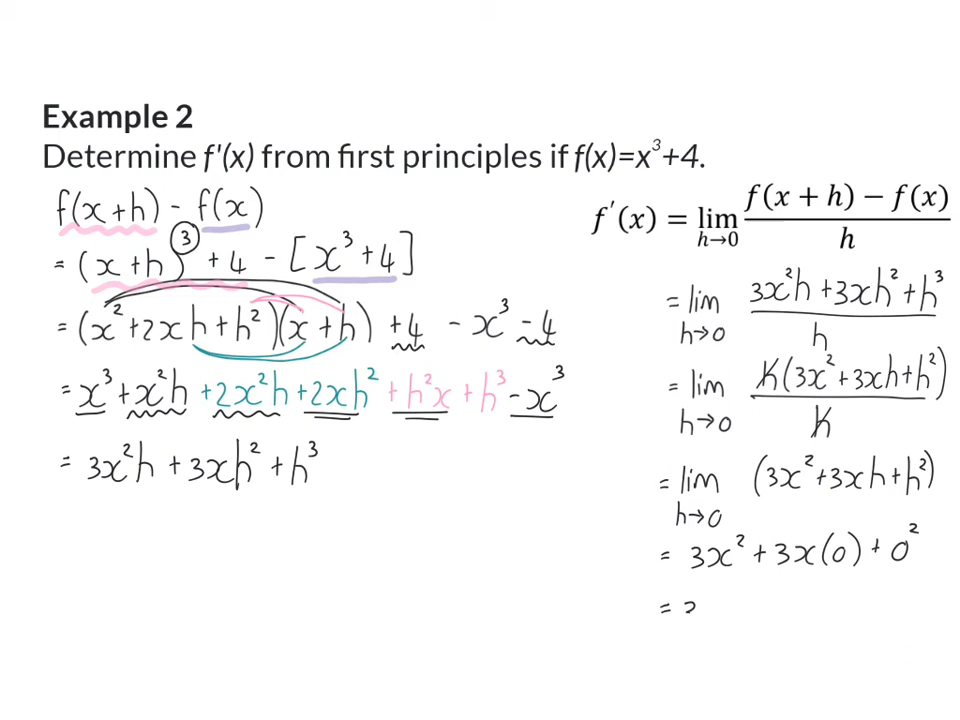 Example 2
Determine f'(x) from first principles if f(x)=x³+4.
f(x+h) - f(x)
= (x+h)³ + 4 - [x³+4]
= (x²+2xh+h²)(x+h) +4 - x³ -4
= x³ + x²h + 2x²h + 2xh² + h²x + h³ - x³
= 3x²h + 3xh² + h³
f'(x) = lim h→0 f(x + h) − f(x) / h
= lim h→0 3x²h + 3xh² + h³ / h
= lim h→0 h(3x² + 3xh + h²) / h
= lim h→0 (3x² + 3xh + h²)
= 3x² + 3x(0) + 0²
=